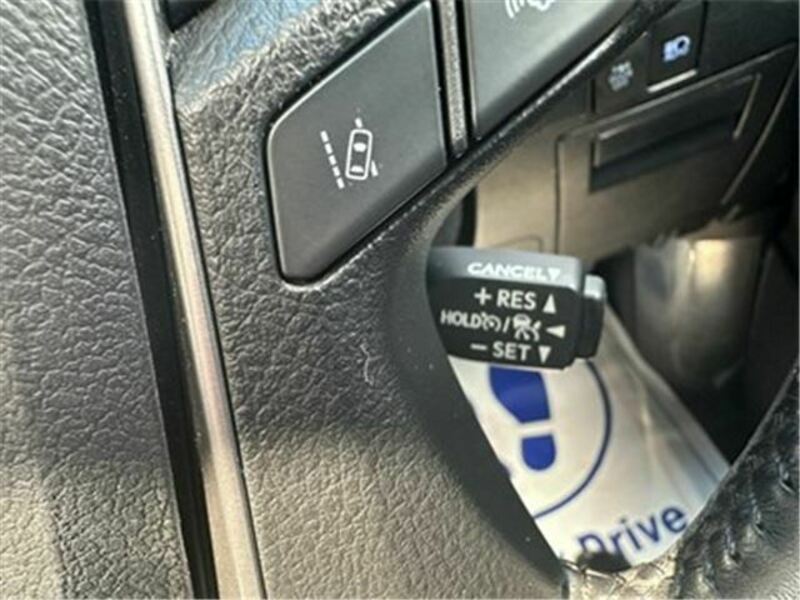 CANCEL
+ RES
HOLD /
− SET
Drive